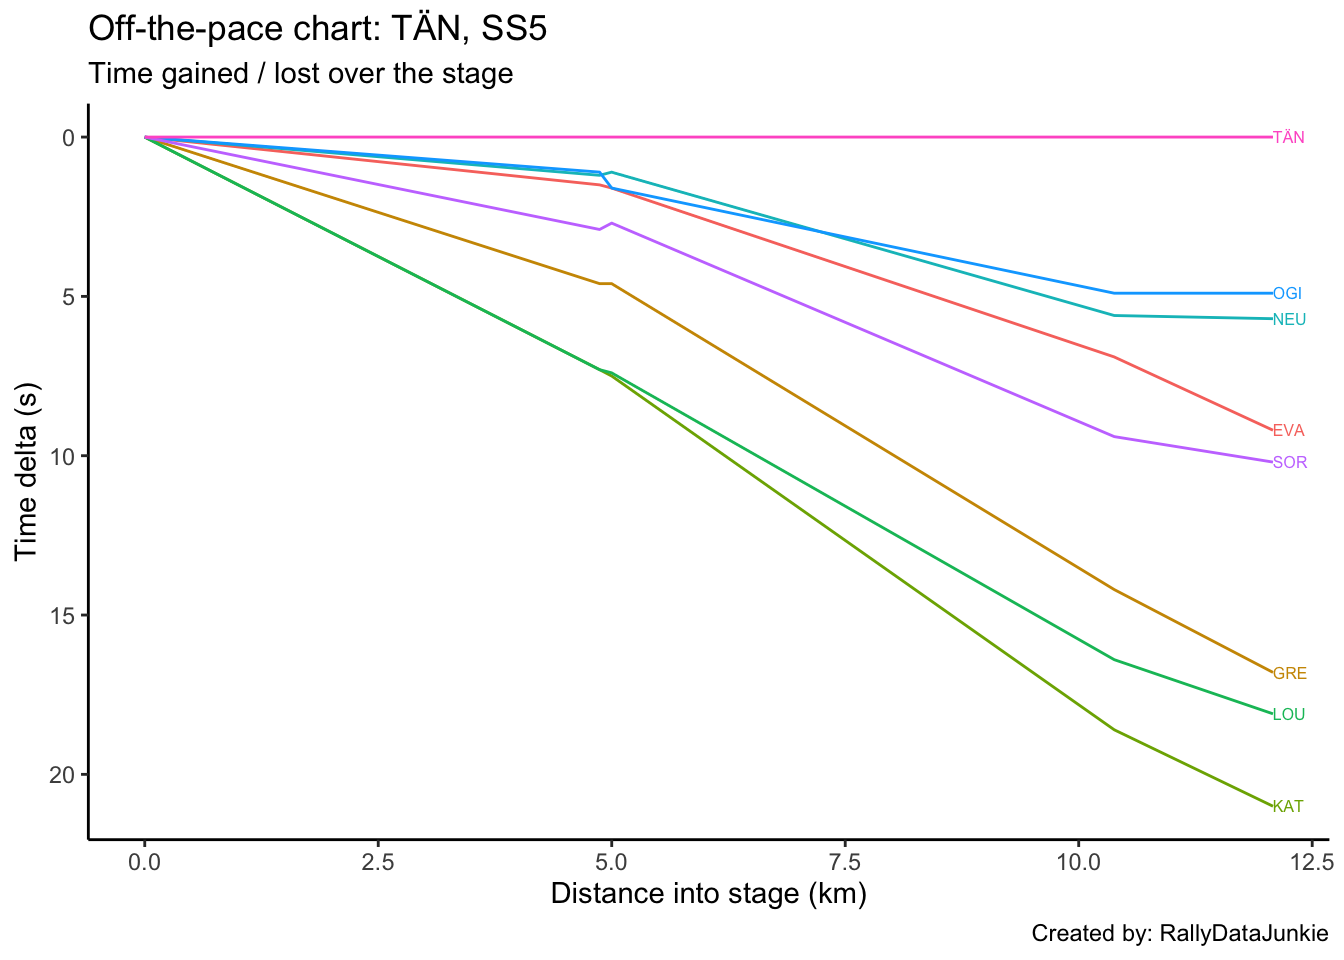 Off-the-pace chart: TÄN, SS5
Time gained / lost over the stage
Time delta (s)
0
5
10
15
20
TÄN
OGI
NEU
EVA
SOR
GRE
LOU
KAT
0.0 2.5 5.0 7.5 10.0 12.5
Distance into stage (km)
Created by: RallyDataJunkie